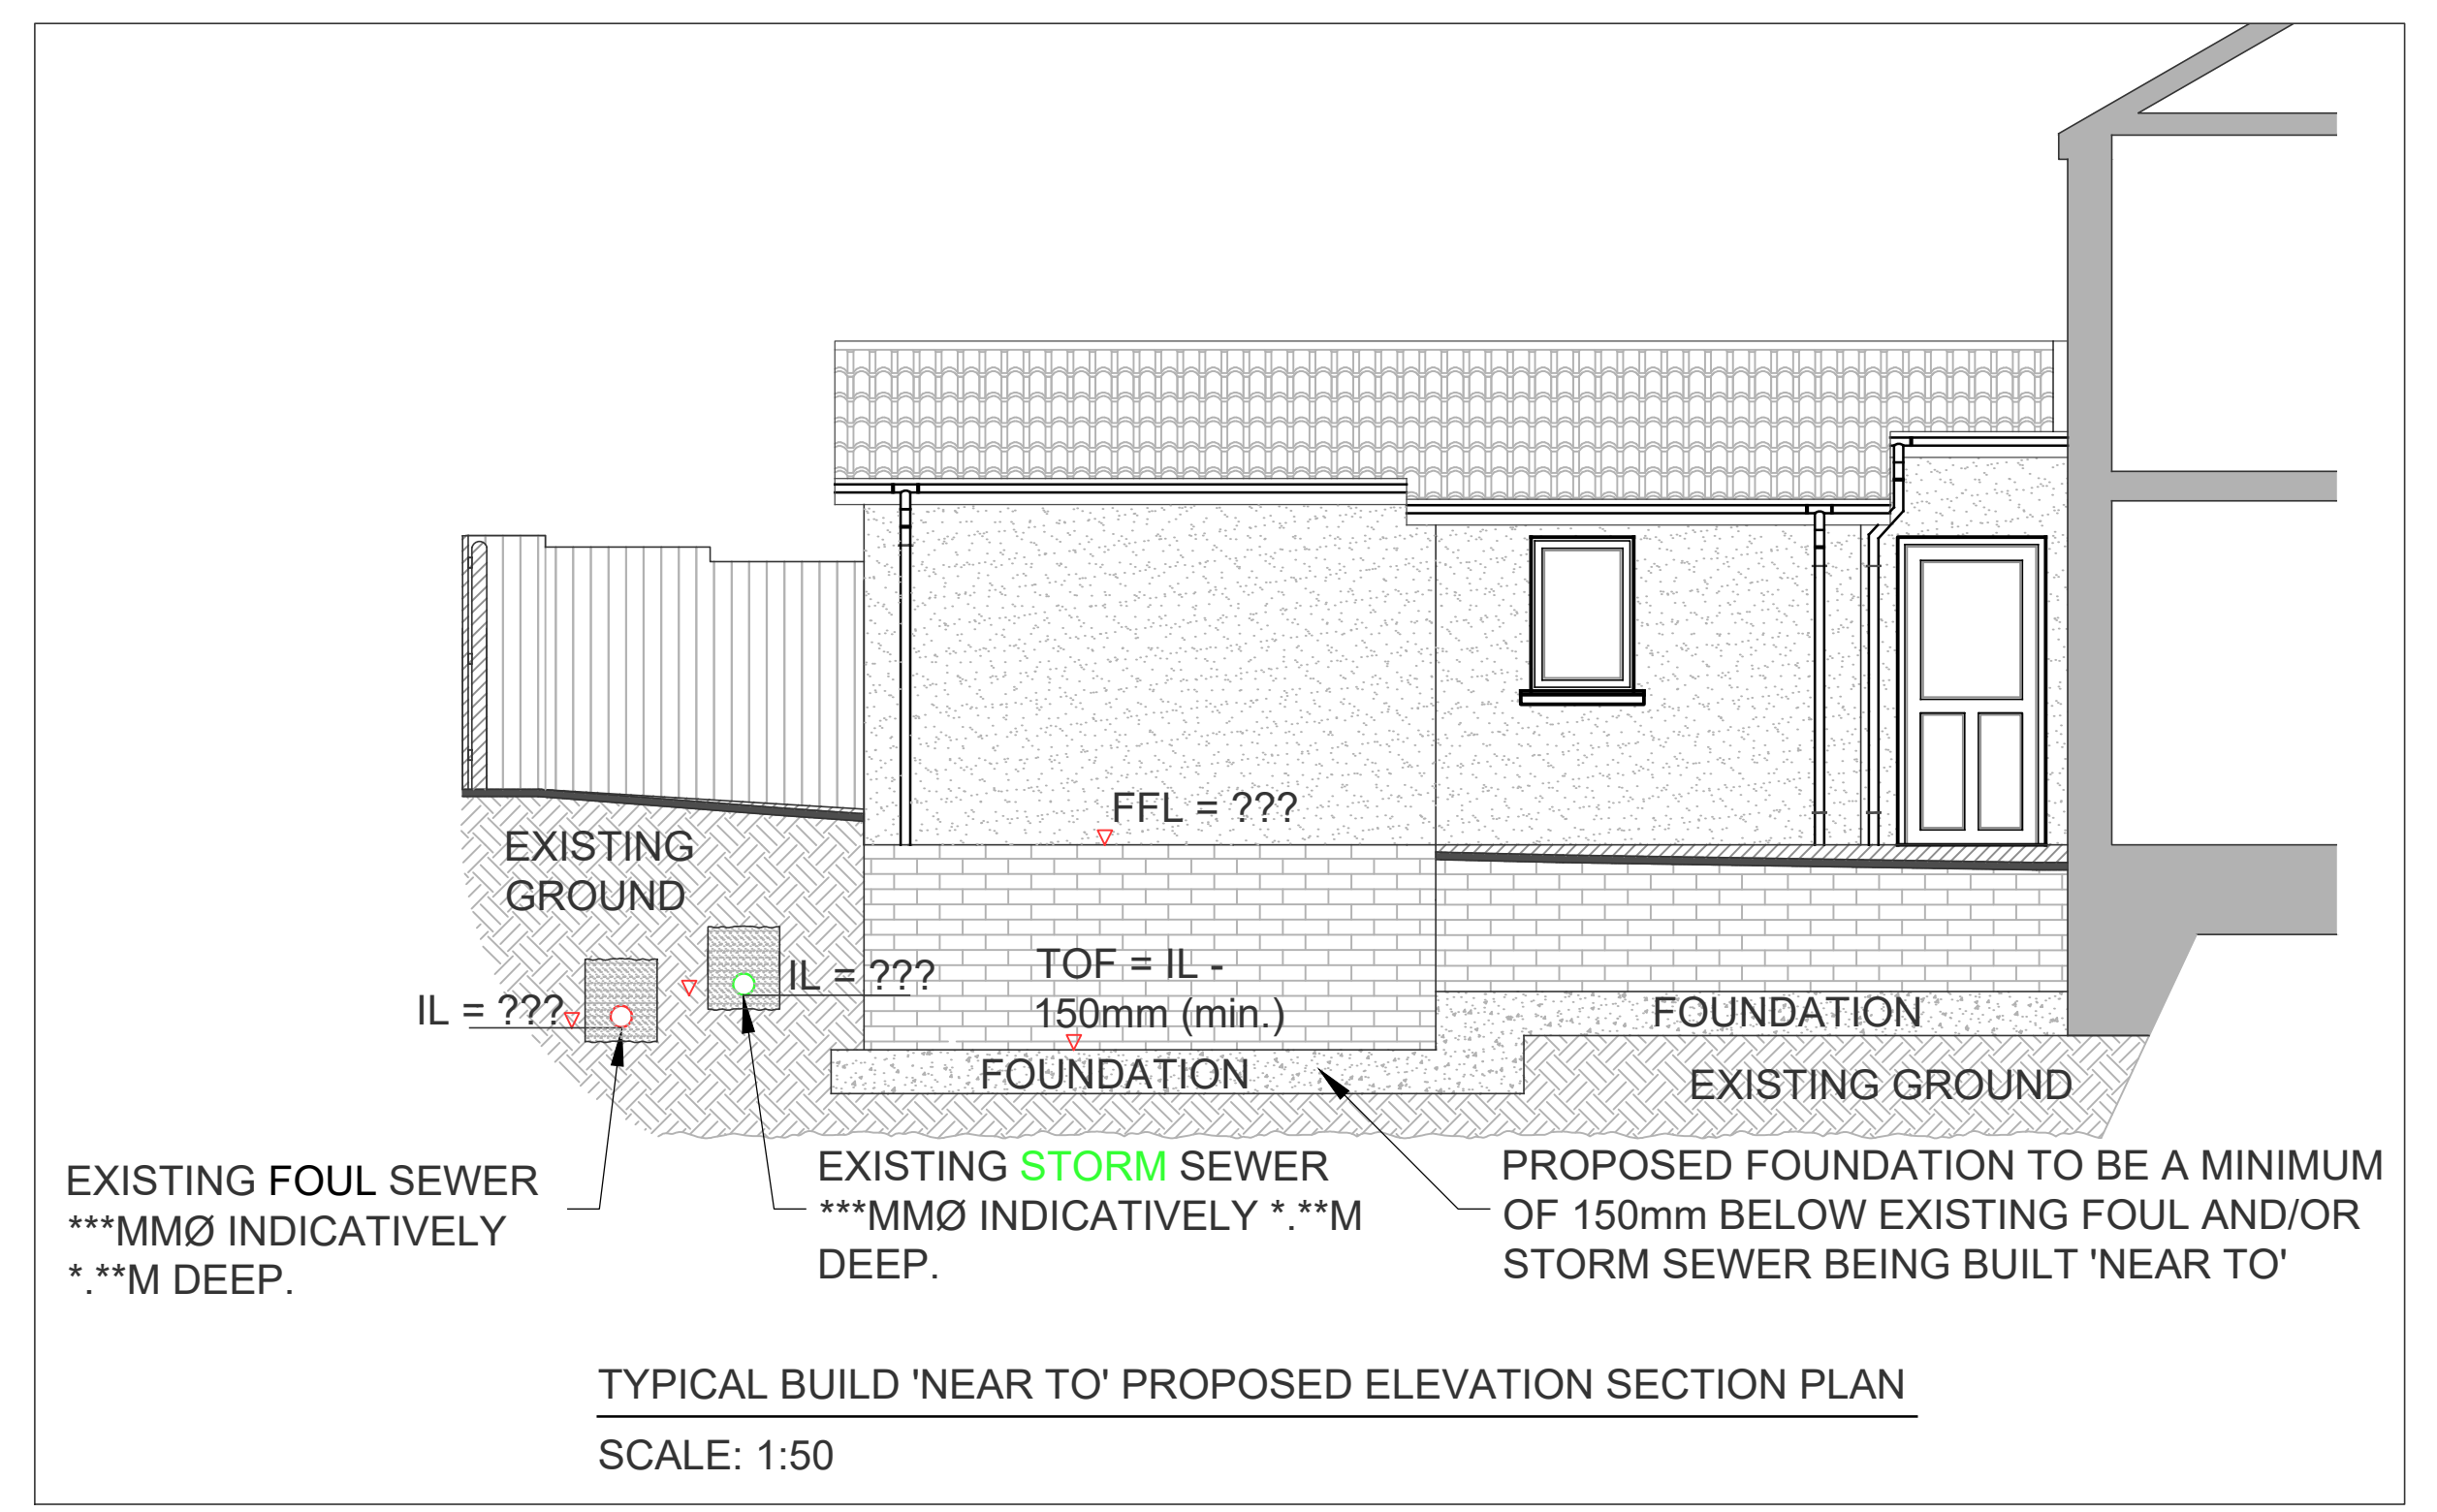 FFL = ???
EXISTING
GROUND
TOF = IL -
150mm (min.)
IL = ???
IL = ???
FOUNDATION
FOUNDATION
EXISTING GROUND
EXISTING FOUL SEWER
***MMØ INDICATIVELY
*.**M DEEP.
EXISTING STORM SEWER
***MMØ INDICATIVELY *.**M
DEEP.
PROPOSED FOUNDATION TO BE A MINIMUM
OF 150mm BELOW EXISTING FOUL AND/OR
STORM SEWER BEING BUILT 'NEAR TO'
TYPICAL BUILD 'NEAR TO' PROPOSED ELEVATION SECTION PLAN
SCALE: 1:50